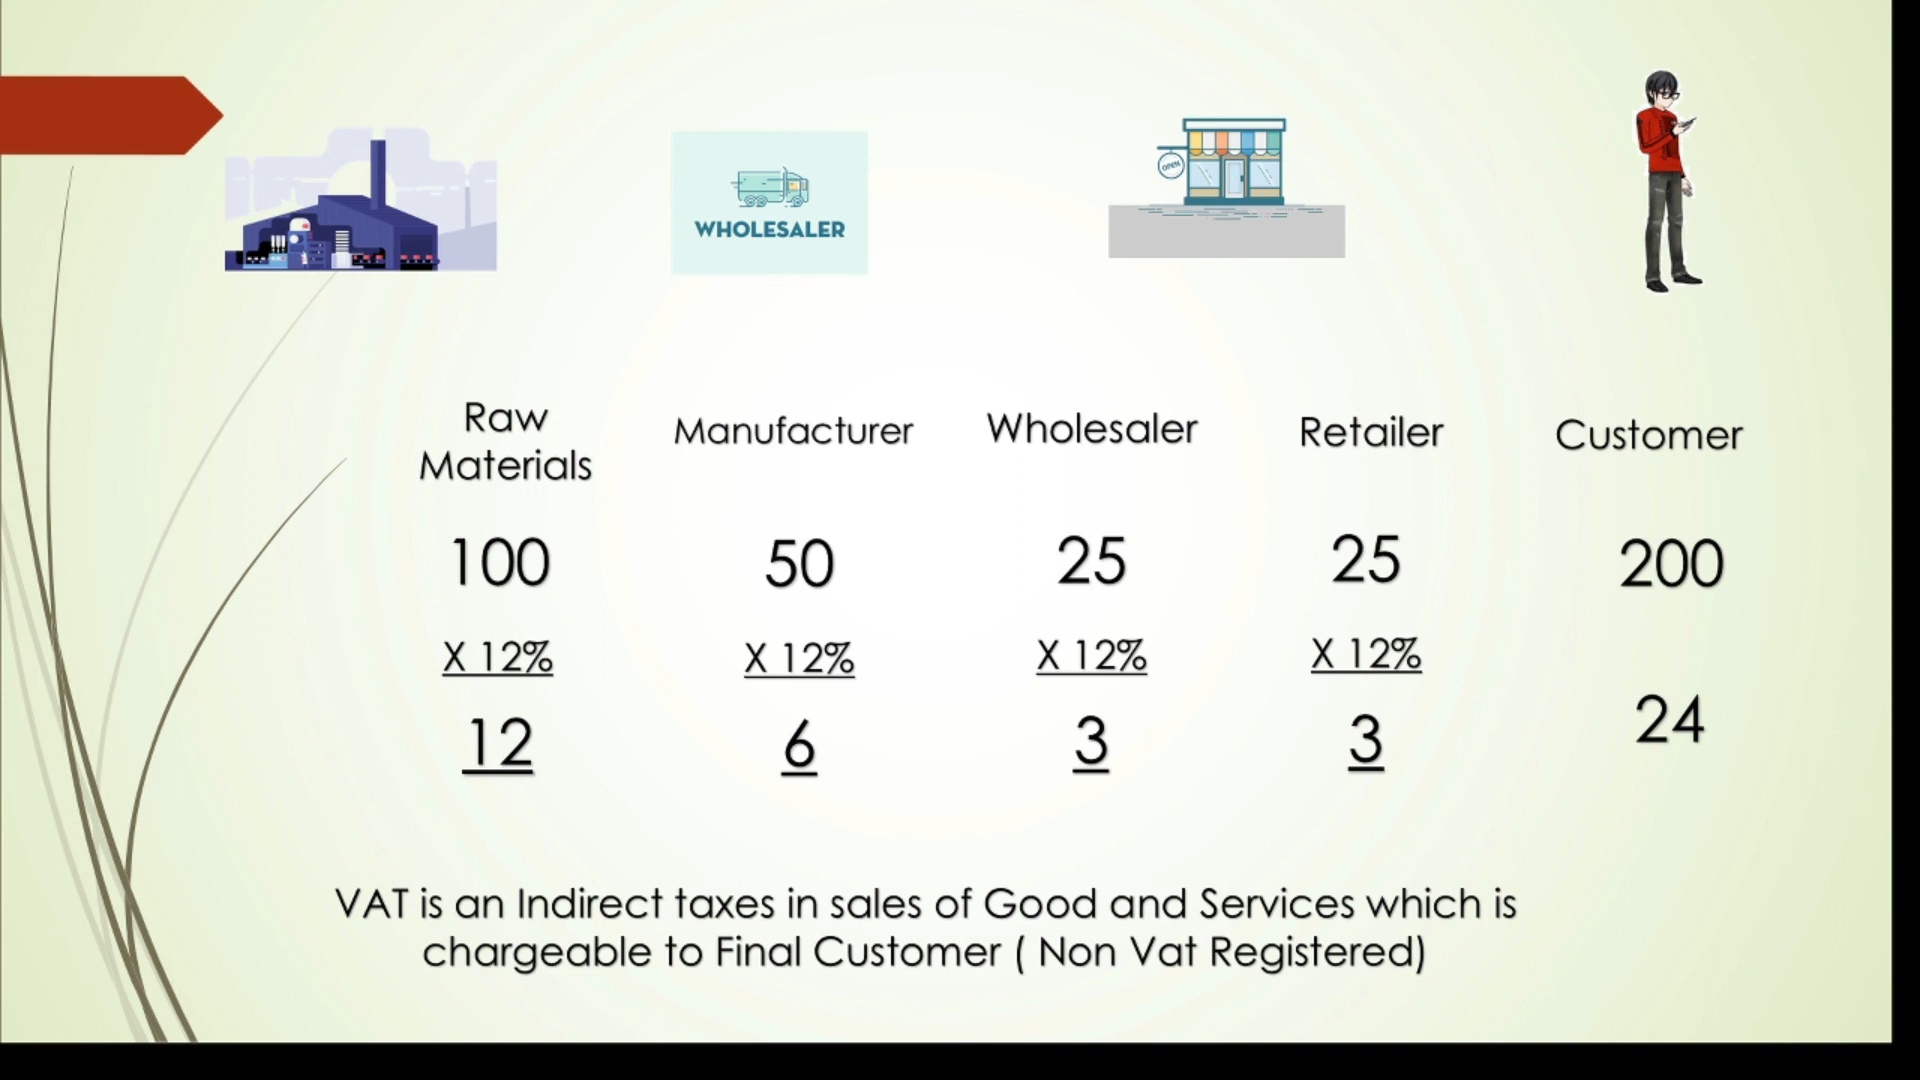 OPEN
WHOLESALER
Raw
Materials
Manufacturer
Wholesaler
Retailer
Customer
100
50
25
25
200
X 12%
X 12%
X 12%
X 12%
12
6
3
3
24
VAT is an Indirect taxes in sales of Good and Services which is
chargeable to Final Customer ( Non Vat Registered)